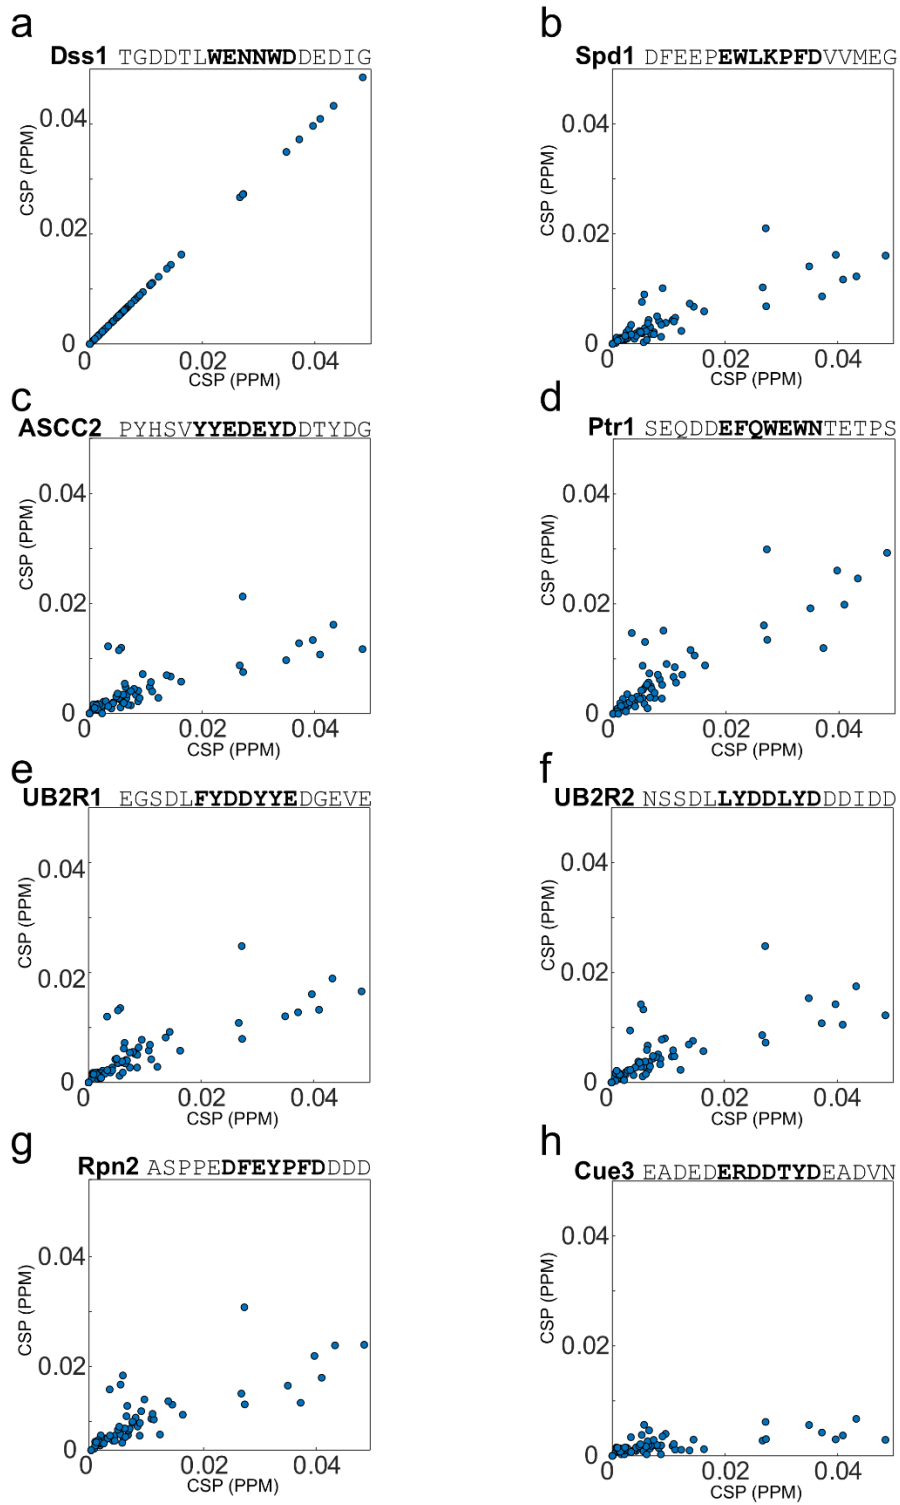 a
Dss1 TGDDTLWENNWDDEDIG
0.04
0.02
0
CSP (PPM)
0 0.02 0.04
CSP (PPM)
b
Spd1 DFEEPEWLKPFDVVMEG
0.04
0.02
0
CSP (PPM)
0 0.02 0.04
CSP (PPM)
c
ASCC2 PYHSVYYEDEYDDTYDG
0.04
0.02
0
CSP (PPM)
0 0.02 0.04
CSP (PPM)
d
Ptr1 SEQDDEFQWEWNTETPS
0.04
0.02
0
CSP (PPM)
0 0.02 0.04
CSP (PPM)
e
UB2R1 EGSDLFYDDYYEDGEVE
0.04
0.02
0
CSP (PPM)
0 0.02 0.04
CSP (PPM)
f
UB2R2 NSSDLLYDDLYDDDIDD
0.04
0.02
0
CSP (PPM)
0 0.02 0.04
CSP (PPM)
g
Rpn2 ASPPEDFEYPFDDDD
0.04
0.02
0
CSP (PPM)
0 0.02 0.04
CSP (PPM)
h
Cue3 EADEDERDDTYDEADVN
0.04
0.02
0
CSP (PPM)
0 0.02 0.04
CSP (PPM)